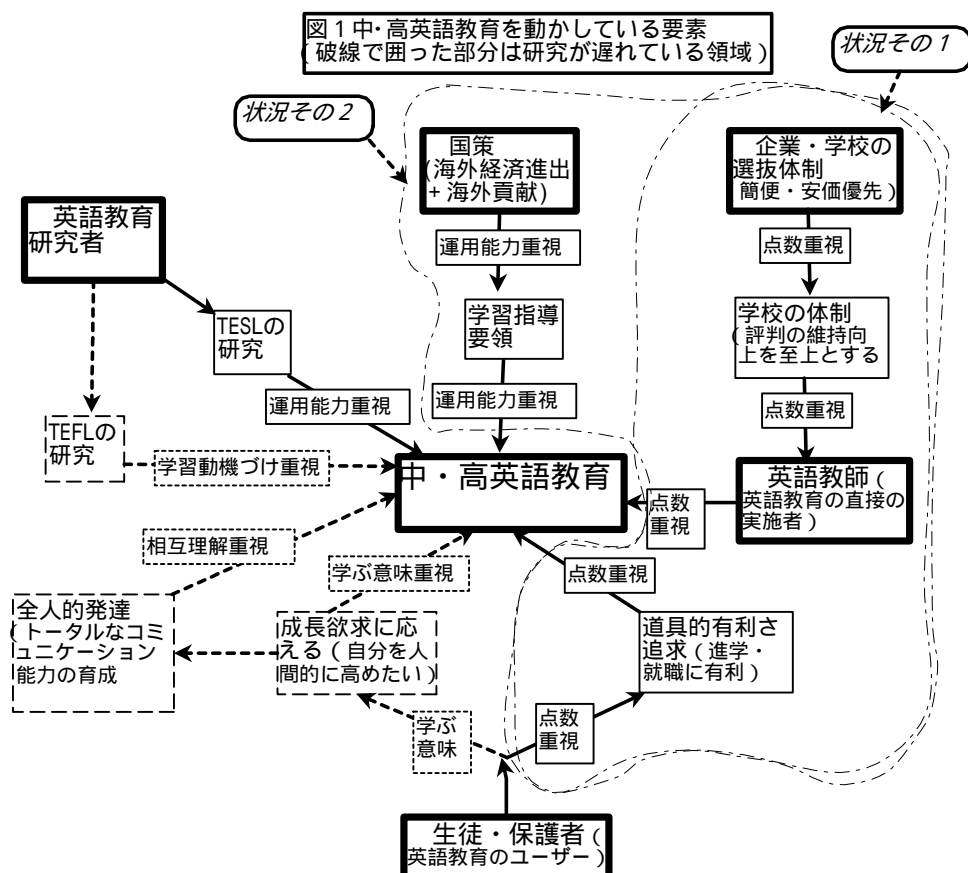 図１中･高英語教育を動かしている要素
（破線で囲った部分は研究が遅れている領域）
状況その１
状況その２
国策
(海外経済進出
+ 海外貢献)
企業・学校の
選抜体制
簡便・安価優先）
英語教育
研究者
運用能力重視
点数重視
TESLの
研究
学習指導
要領
学校の体制
（評判の維持向
上を至上とする
運用能力重視
運用能力重視
点数重視
TEFLの
研究
学習動機づけ重視
中・高英語教育
英語教師（
英語教育の直接の
実施者）
点数
重視
相互理解重視
学ぶ意味重視
点数重視
全人的発達
（トータルなコミ
ュニケーション
能力の育成
成長欲求に応
える（自分を人
間的に高めたい）
道具的有利さ
追求（進学・
就職に有利）
学ぶ
意味
点数
重視
生徒・保護者（
英語教育のユーザー）